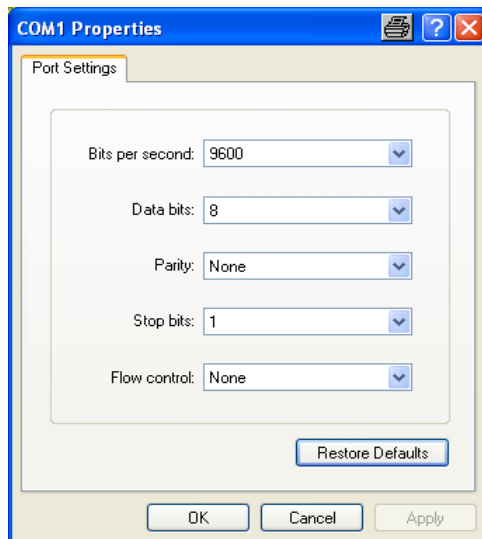 COM1 Properties
Port Settings
Bits per second: 9600
Data bits: 8
Parity: None
Stop bits: 1
Flow control: None
Restore Defaults
OK Cancel Apply